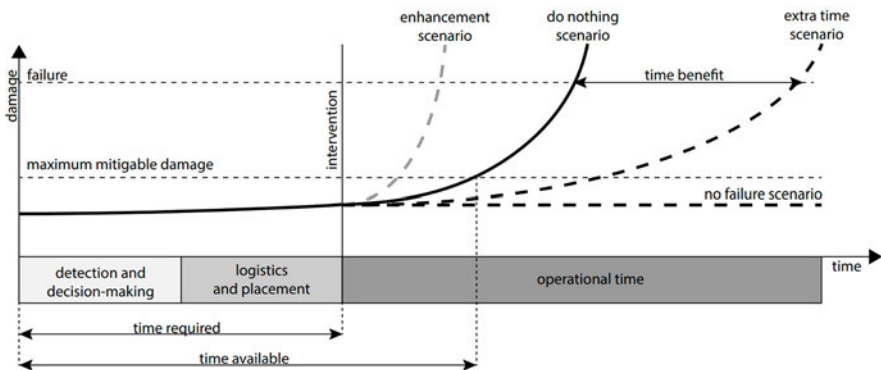 enhancement
scenario
do nothing
scenario
extra time
scenario
damage
failure
time benefit
intervention
maximum mitigable damage
no failure scenario
time
detection and
decision-making
logistics
and placement
operational time
time required
time available